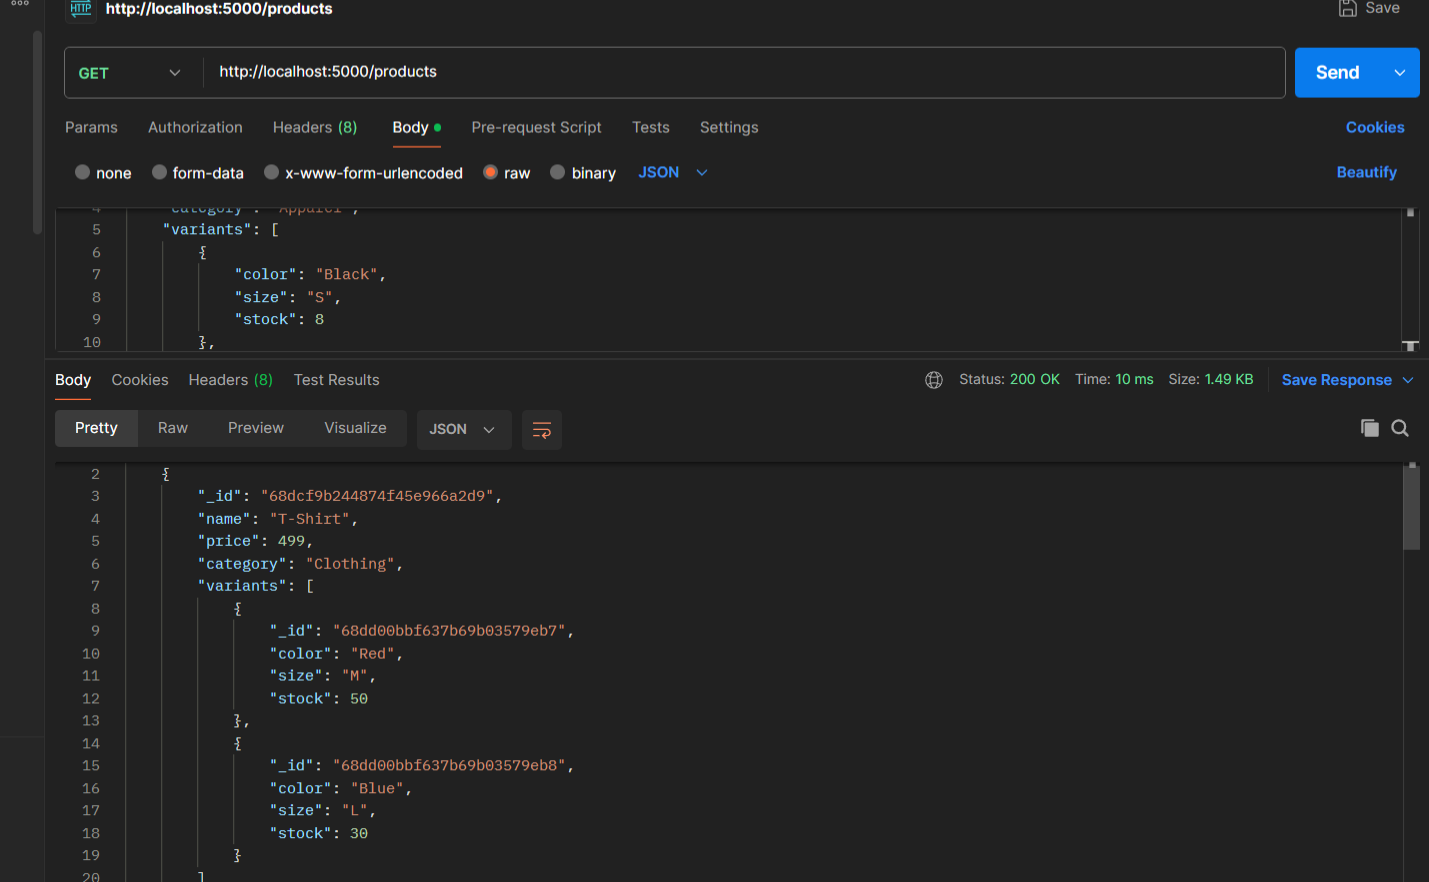 HTTP http://localhost:5000/products Save
GET http://localhost:5000/products Send
Params Authorization Headers (8) Body Pre-request Script Tests Settings Cookies
none form-data x-www-form-urlencoded raw binary JSON Beautify
4 "category": "Apparel",
5 "variants": [
6 {
7 "color": "Black",
8 "size": "S",
9 "stock": 8
10 },
Body Cookies Headers (8) Test Results Status: 200 OK Time: 10 ms Size: 1.49 KB Save Response
Pretty Raw Preview Visualize JSON
2 {
3 "_id": "68dcf9b244874f45e966a2d9",
4 "name": "T-Shirt",
5 "price": 499,
6 "category": "Clothing",
7 "variants": [
8 {
9 "_id": "68dd00bbf637b69b03579eb7",
10 "color": "Red",
11 "size": "M",
12 "stock": 50
13 },
14 {
15 "_id": "68dd00bbf637b69b03579eb8",
16 "color": "Blue",
17 "size": "L",
18 "stock": 30
19 }
20 ]